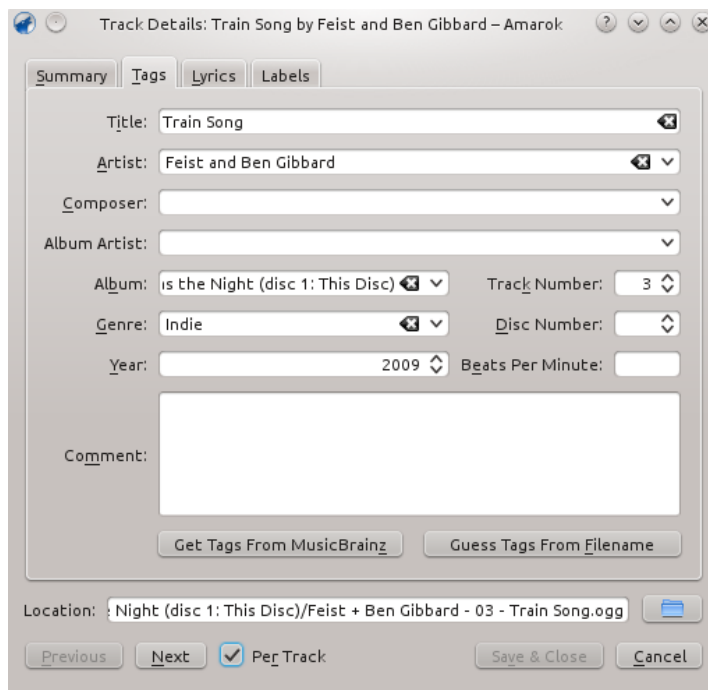 Track Details: Train Song by Feist and Ben Gibbard – Amarok
Summary Tags Lyrics Labels
Title: Train Song
Artist: Feist and Ben Gibbard
Composer:
Album Artist:
Album: is the Night (disc 1: This Disc) Track Number: 3
Genre: Indie Disc Number:
Year: 2009 Beats Per Minute:
Comment:
Get Tags From MusicBrainz Guess Tags From Filename
Location: Night (disc 1: This Disc)/Feist + Ben Gibbard - 03 - Train Song.ogg
Previous Next Per Track Save & Close Cancel